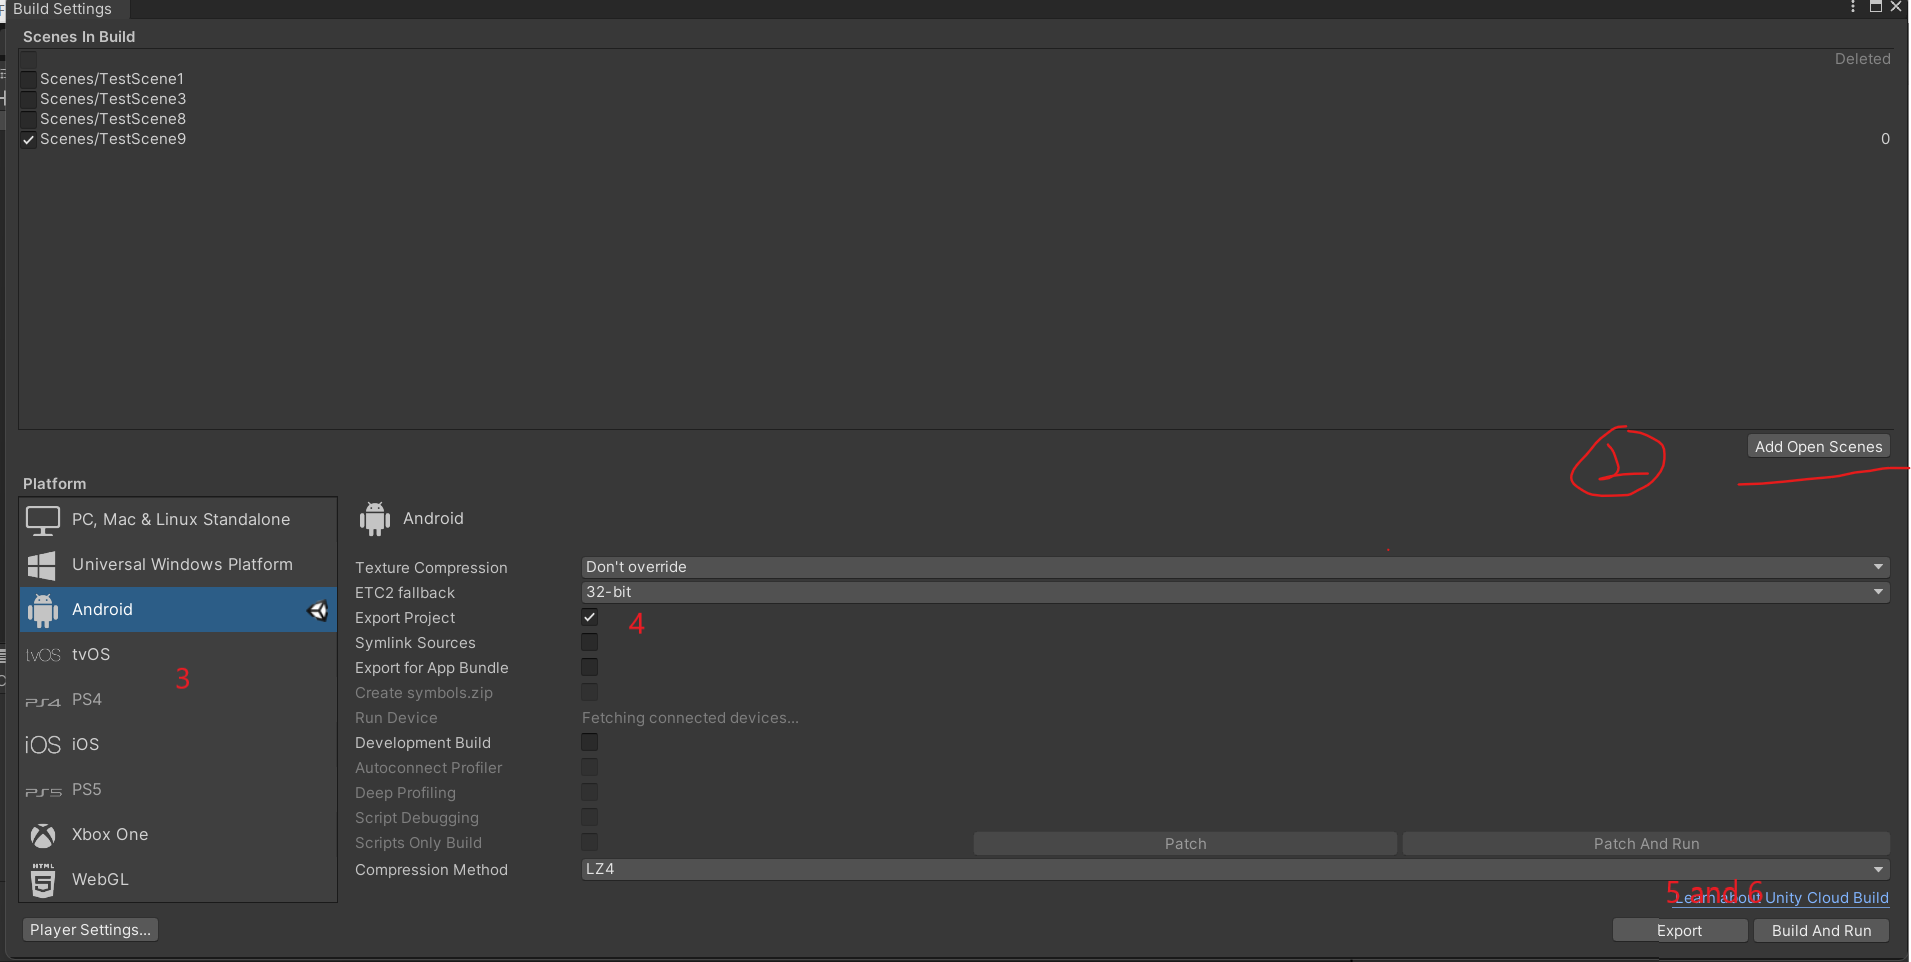 Build Settings
Scenes In Build
Deleted
Scenes/TestScene1
Scenes/TestScene3
Scenes/TestScene8
Scenes/TestScene9 0
1
Add Open Scenes
Platform
PC, Mac & Linux Standalone
Universal Windows Platform
Android
tvOS tvOS
3
PS4 PS4
iOS iOS
PS5 PS5
Xbox One
HTML 5 WebGL
Android
Texture Compression Don't override
ETC2 fallback 32-bit
Export Project 4
Symlink Sources
Export for App Bundle
Create symbols.zip
Run Device Fetching connected devices...
Development Build
Autoconnect Profiler
Deep Profiling
Script Debugging
Scripts Only Build Patch Patch And Run
Compression Method LZ4
5 and 6
Learn about Unity Cloud Build
Player Settings... Export Build And Run